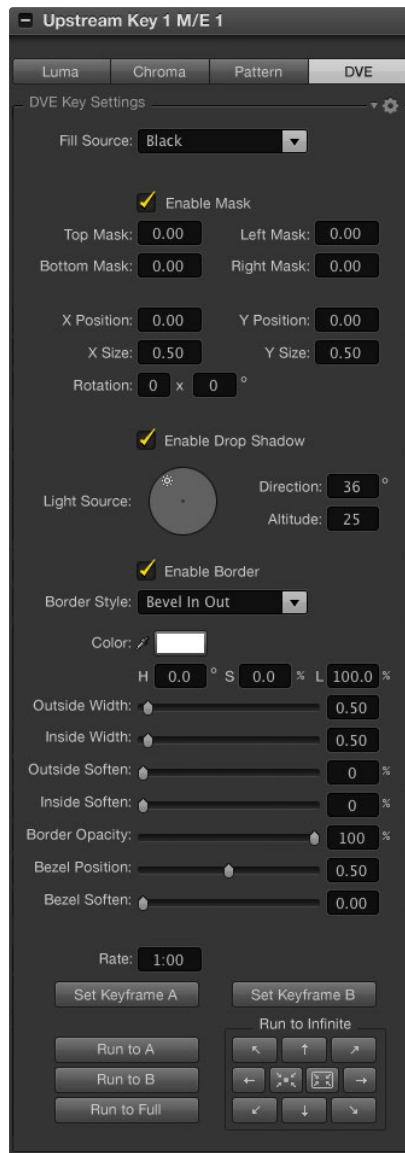 Upstream Key 1 M/E 1
Luma Chroma Pattern DVE
DVE Key Settings
Fill Source: Black
Enable Mask
Top Mask: 0.00 Left Mask: 0.00
Bottom Mask: 0.00 Right Mask: 0.00
X Position: 0.00 Y Position: 0.00
X Size: 0.50 Y Size: 0.50
Rotation: 0 x 0 °
Enable Drop Shadow
Light Source: Direction: 36 °
Altitude: 25
Enable Border
Border Style: Bevel In Out
Color:
H 0.0 ° S 0.0 % L 100.0 %
Outside Width: 0.50
Inside Width: 0.50
Outside Soften: 0 %
Inside Soften: 0 %
Border Opacity: 100 %
Bezel Position: 0.50
Bezel Soften: 0.00
Rate: 1:00
Set Keyframe A Set Keyframe B
Run to Infinite
Run to A
Run to B
Run to Full